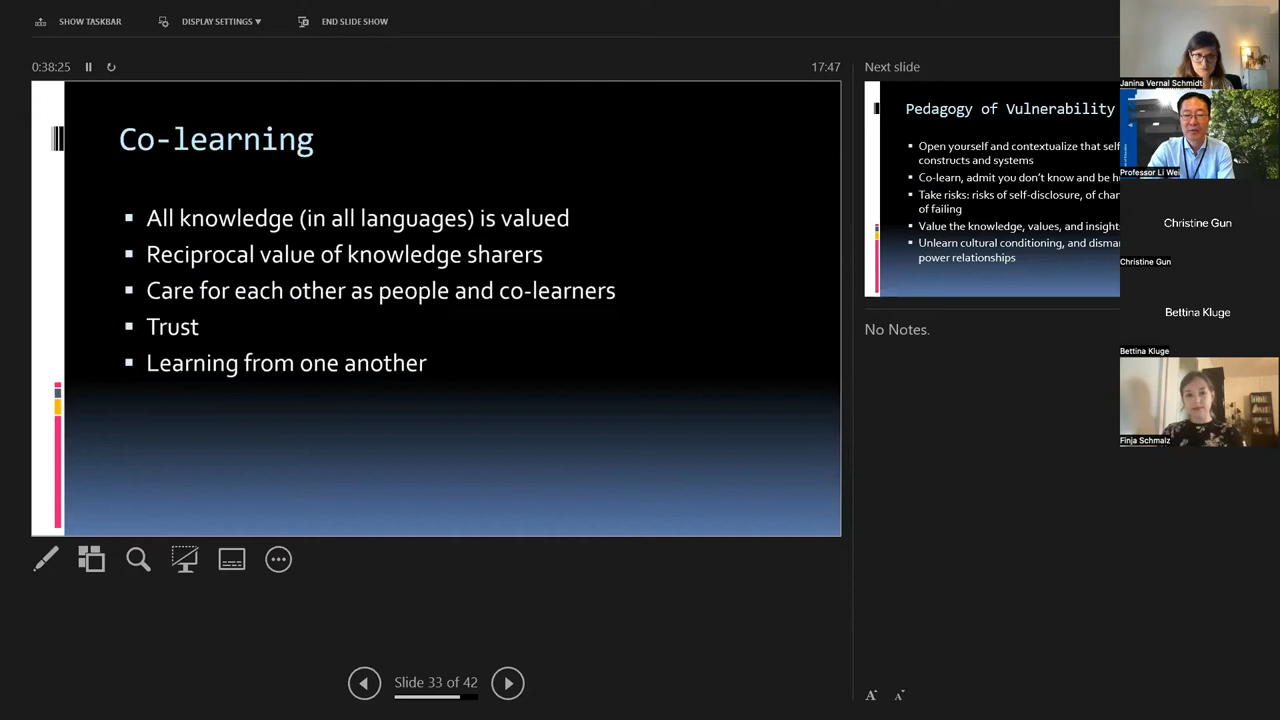 SHOW TASKBAR
DISPLAY SETTINGS
END SLIDE SHOW
0:38:25
17:47
Co-learning
All knowledge (in all languages) is valued
Reciprocal value of knowledge sharers
Care for each other as people and co-learners
Trust
Learning from one another
Slide 33 of 42
Next slide
Pedagogy of Vulnerability
Open yourself and contextualize that self
constructs and systems
Co-learn, admit you don't know and be
Take risks: risks of self-disclosure, of
of failing
Value the knowledge, values, and insight
Unlearn cultural conditioning, and
power relationships
No Notes.
A A
Janina Vernal Schmidt
Professor Li Wei
Christine Gun
Christine Gun
Bettina Kluge
Bettina Kluge
Finja Schmalz